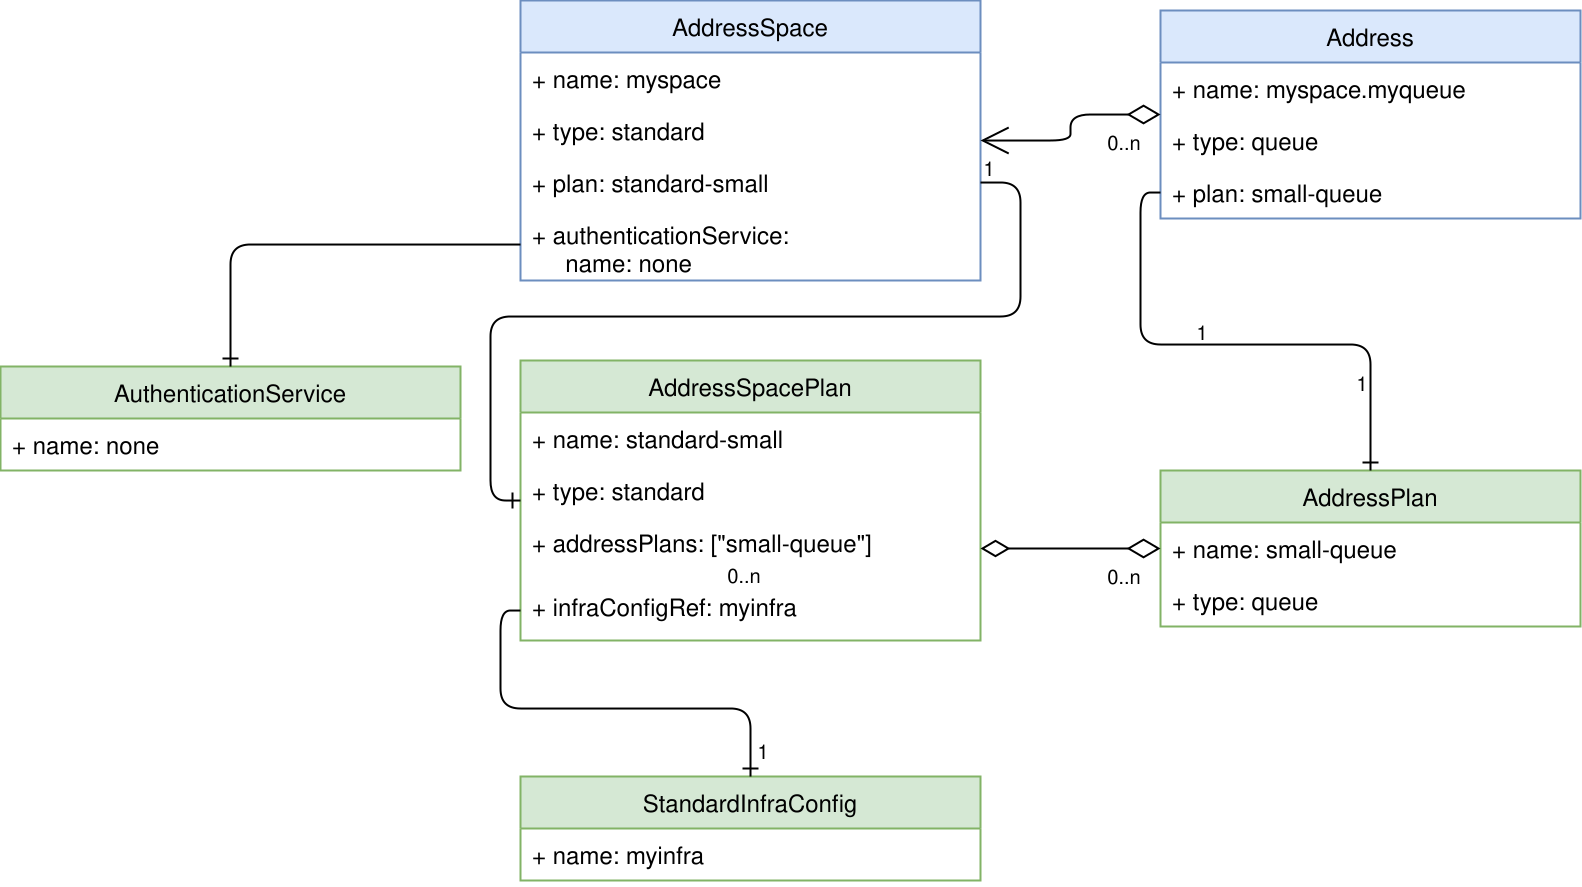 AddressSpace
+ name: myspace
+ type: standard
+ plan: standard-small
+ authenticationService:
name: none
1
Address
+ name: myspace.myqueue
+ type: queue
+ plan: small-queue
0..n
1
1
AuthenticationService
+ name: none
AddressSpacePlan
+ name: standard-small
+ type: standard
+ addressPlans: ["small-queue"]
0..n
+ infraConfigRef: myinfra
AddressPlan
+ name: small-queue
+ type: queue
0..n
1
StandardInfraConfig
+ name: myinfra